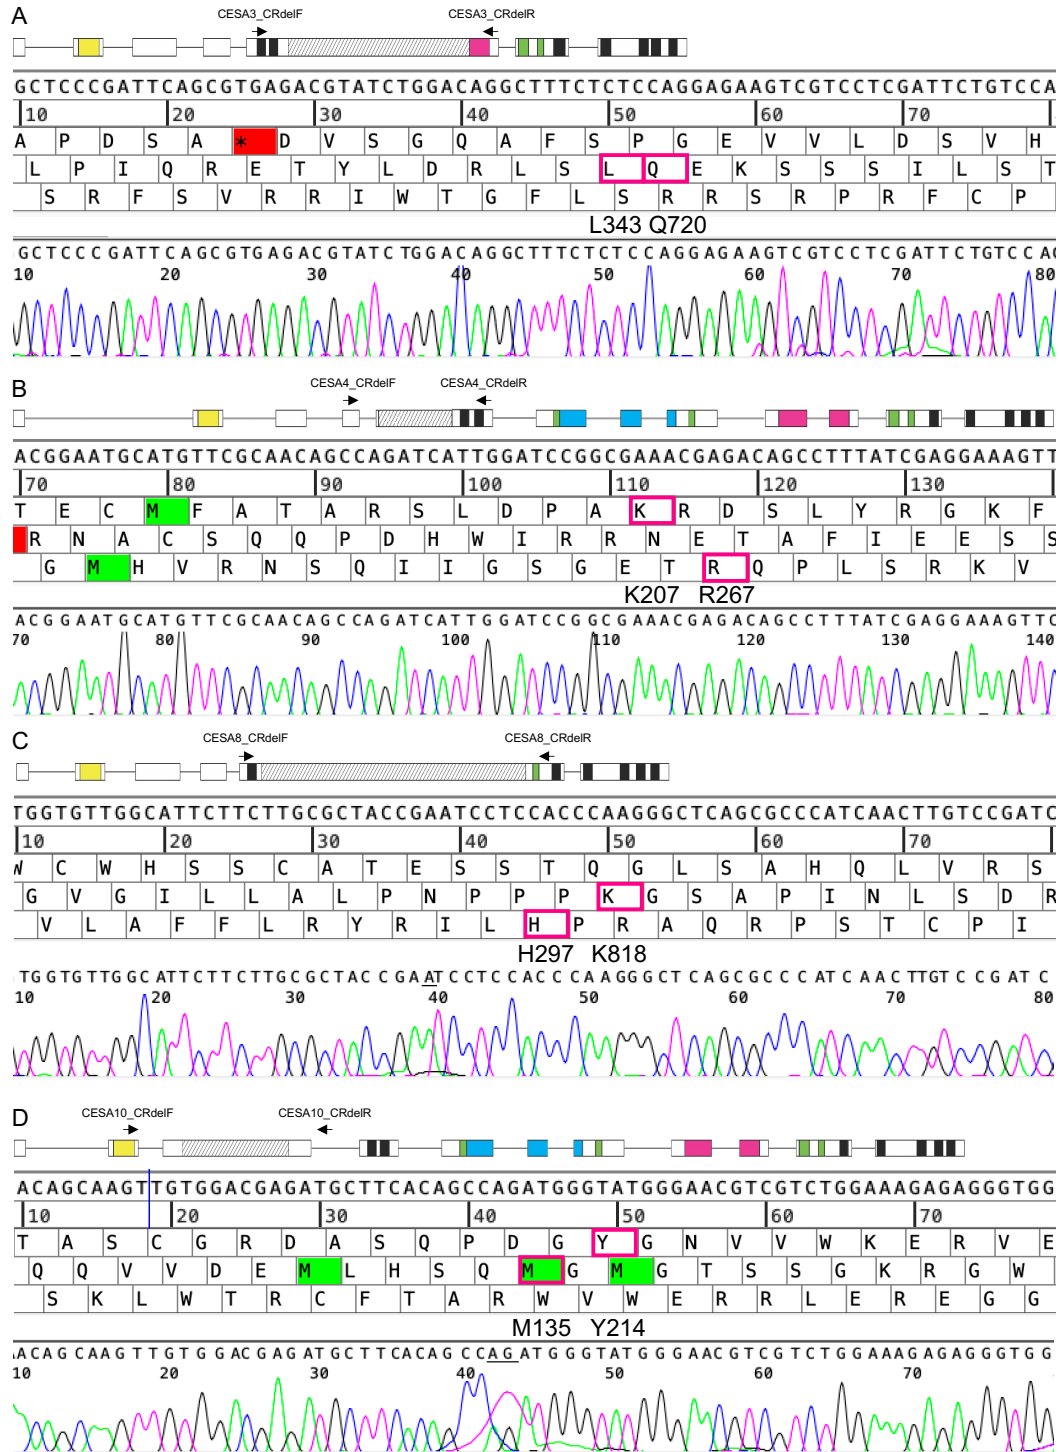 A
CESA3_CRdelF CESA3_CRdelR
GCTCCCGATTCAGCGTGAGACGTATCTGGACAGGCTTTCTCTCCAGGAGAAGTCGTCCTCGATTCTGTCCA
10 20 30 40 50 60 70
A P D S A * D V S G Q A F S P G E V V L D S V H
L P I Q R E T Y L D R L S L Q E K S S S I L S T
S R F S V R R I W T G F L S R R S R P R F C P
L343 Q720
GCTCCCGATTCAGCGTGAGACGTATCTGGACAGGCTTTCTCTCCAGGAGAAGTCGTCCTCGATTCTGTCCAG
10 20 30 40 50 60 70 80
B
CESA4_CRdelF CESA4_CRdelR
ACGGAATGCATGTTCGCAACAGCCAGATCATTGGATCCGGCGAAACGAGACAGCCTTTATCGAGGAAAGTT
70 80 90 100 110 120 130
T E C M F A T A R S L D P A K R D S L Y R G K F
R N A C S Q Q P D H W I R R N E T A F I E E S S
G M H V R N S Q I I G S G E T R Q P L S R K V
K207 R267
ACGGAATGCATGTTCGCAACAGCCAGATCATTGGATCCGGCGAAACGAGACAGCCTTTATCGAGGAAAGTTC
70 80 90 100 110 120 130 140
C
CESA8_CRdelF CESA8_CRdelR
TGGTGTTGGCATTCTTCTTGCGCTACCGAATCCTCCACCCAAGGGCTCAGCGCCCATCAACTTGTCCGATC
10 20 30 40 50 60 70
W C W H S S C A T E S S T Q G L S A H Q L V R S
G V G I L L A L P N P P P K G S A P I N L S D R
V L A F F L R Y R I L H P R A Q R P S T C P I
H297 K818
TGGTGTTGGCATTCTTCTTGCGCTACCGAATCCTCCACCCAAGGGCTCAGCGCCCATCAACTTGTCCGATC
10 20 30 40 50 60 70 80
D
CESA10_CRdelF CESA10_CRdelR
ACAGCAAGTTGTGGACGAGATGCTTCACAGCCAGATGGGTATGGGAACGTCGTCTGGAAAGAGAGGGTGG
10 20 30 40 50 60 70
T A S C G R D A S Q P D G Y G N V V W K E R V E
Q Q V V D E M L H S Q M G M G T S S G K R G W
S K L W T R C F T A R W V W E R R L E R E G G
M135 Y214
ACAGCAAGTTGTGGACGAGATGCTTCACAGCCAGATGGGTATGGGAACGTCGTCTGGAAAGAGAGGGTGG
10 20 30 40 50 60 70